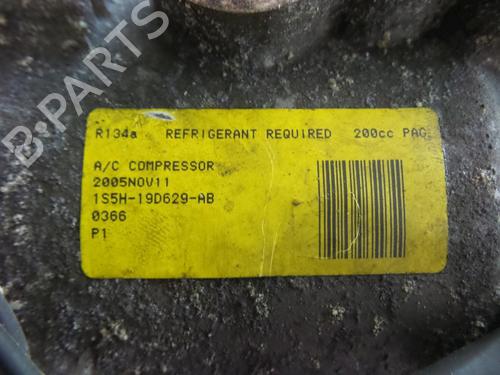 B-PARTS
R134a REFRIGERANT REQUIRED 200cc PAG
A/C COMPRESSOR
2005NOV11
1S5H-19D629-AB
0366
P1